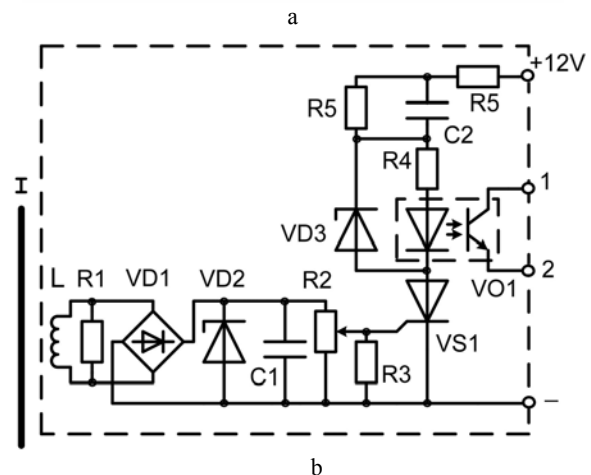 a
+12V
R5
R5
C2
R4
1
I
VD3
2
VO1
L R1 VD1 VD2 R2
VS1
C1
R3
–
b